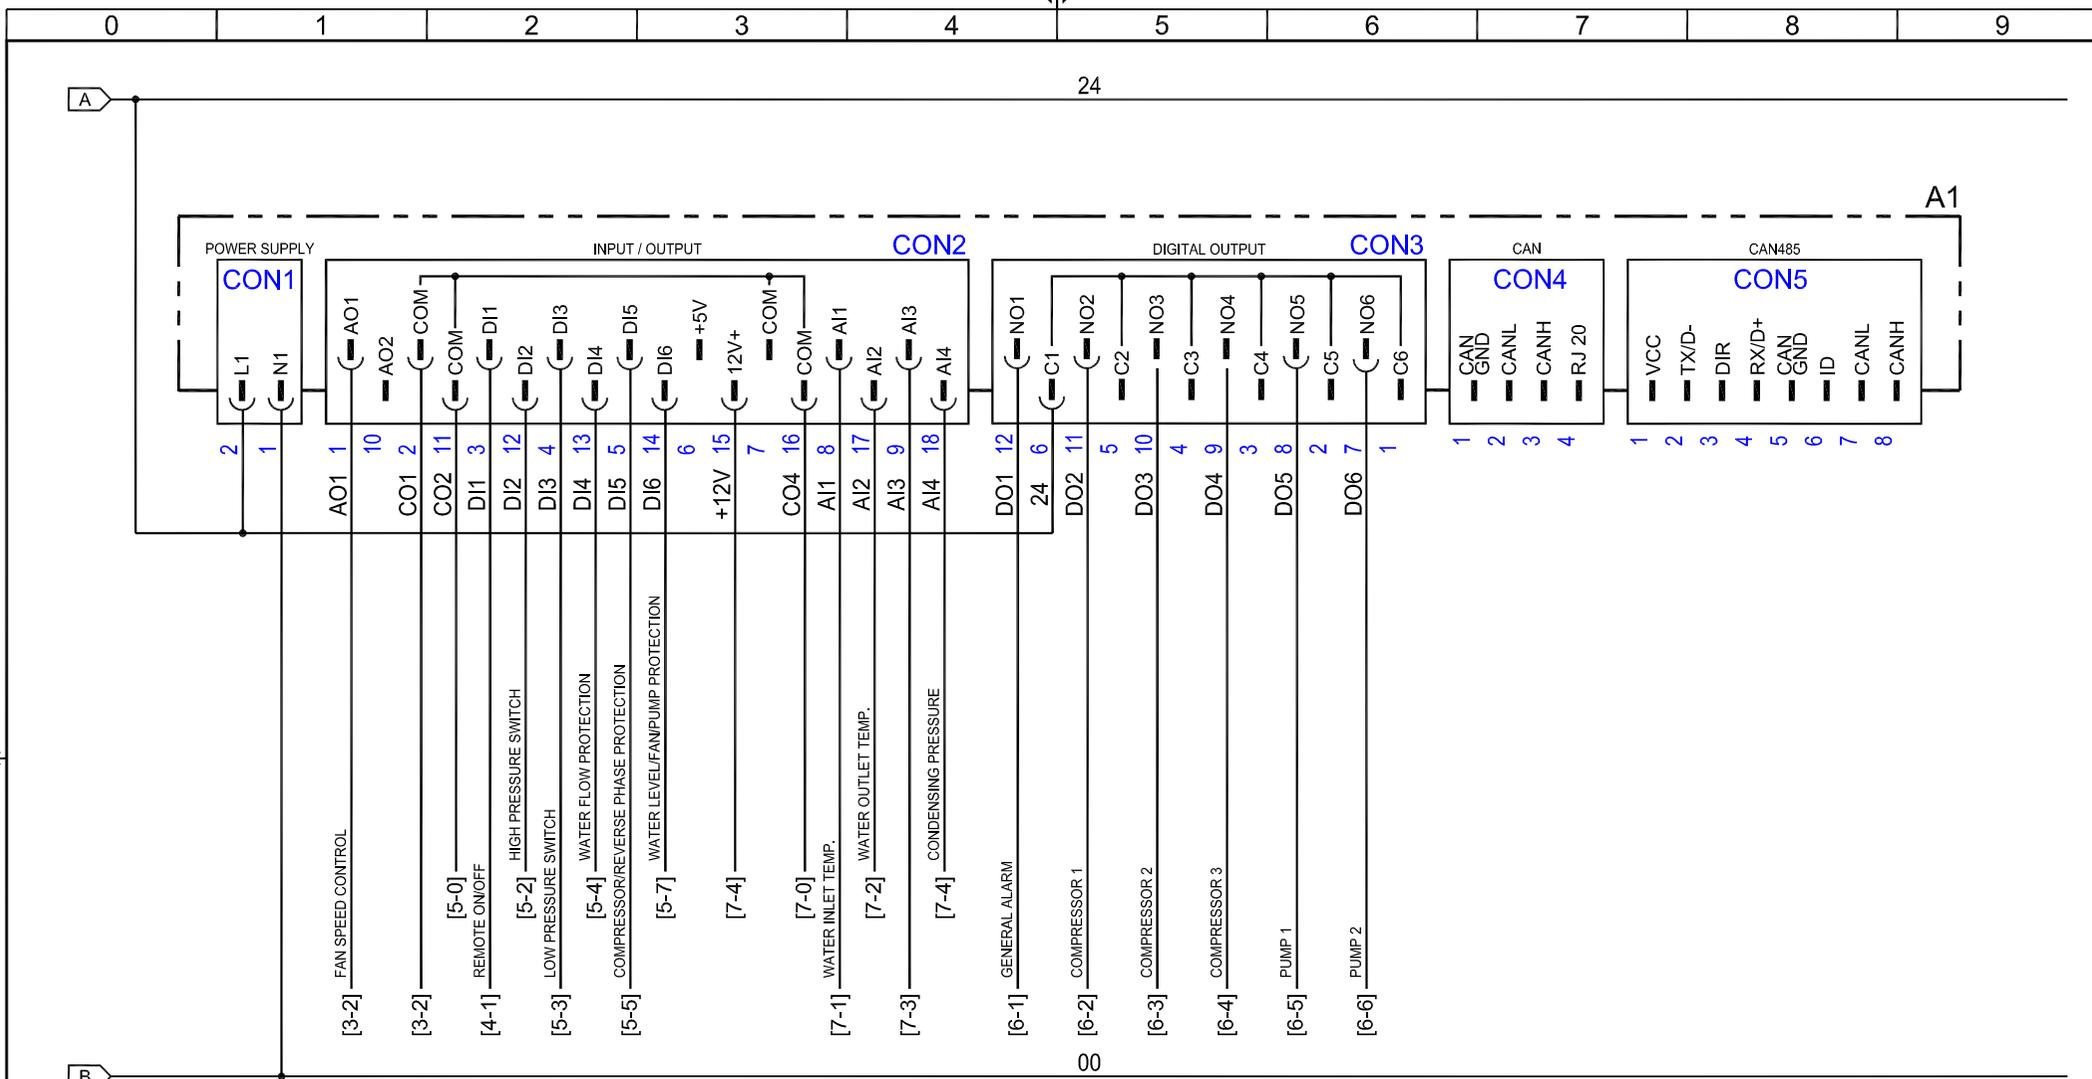 0 1 2 3 4 5 6 7 8 9
24
A
A1
POWER SUPPLY INPUT / OUTPUT CON2 DIGITAL OUTPUT CON3 CAN CAN485
CON1 CON4 CON5
L1 N1
AO1 AO2 COM COM DI1 DI2 DI3 DI4 DI5 DI6 +5V 12V+ COM COM AI1 AI2 AI3 AI4
NO1 C1 NO2 C2 NO3 C3 NO4 C4 NO5 C5 NO6 C6
CAN GND CANL CANH RJ 20
VCC TX/D- DIR RX/D+ CAN GND ID CANL CANH
2 1
1 10 2 11 3 12 4 13 5 14 6 15 7 16 8 17 9 18
12 6 11 5 10 4 9 3 8 2 7 1
1 2 3 4
1 2 3 4 5 6 7 8
AO1 CO1 CO2 DI1 DI2 DI3 DI4 DI5 DI6 +12V CO4 AI1 AI2 AI3 AI4
DO1 24 DO2 DO3 DO4 DO5 DO6
FAN SPEED CONTROL
[3-2]
[3-2]
[5-0]
REMOTE ON/OFF
[4-1]
HIGH PRESSURE SWITCH
[5-2]
LOW PRESSURE SWITCH
[5-3]
WATER FLOW PROTECTION
[5-4]
COMPRESSOR/REVERSE PHASE PROTECTION
[5-5]
WATER LEVEL/FAN/PUMP PROTECTION
[5-7]
[7-4]
[7-0]
WATER INLET TEMP.
[7-1]
WATER OUTLET TEMP.
[7-2]
[7-3]
CONDENSING PRESSURE
[7-4]
GENERAL ALARM
[6-1]
COMPRESSOR 1
[6-2]
COMPRESSOR 2
[6-3]
COMPRESSOR 3
[6-4]
PUMP 1
[6-5]
PUMP 2
[6-6]
00
B